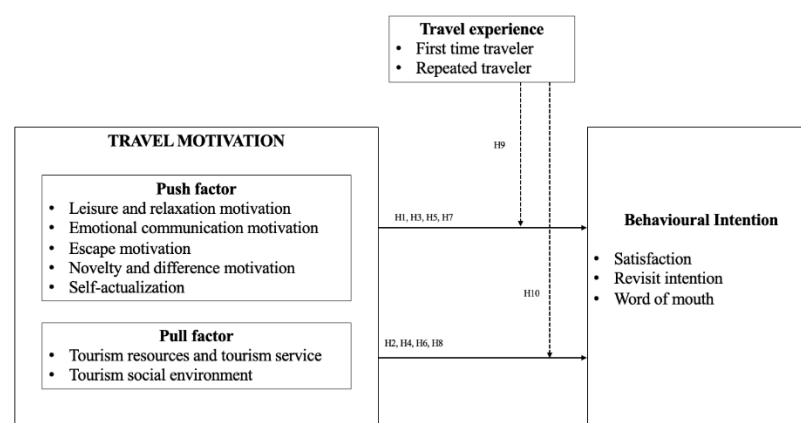 Travel experience
• First time traveler
• Repeated traveler
TRAVEL MOTIVATION
Push factor
• Leisure and relaxation motivation
• Emotional communication motivation
• Escape motivation
• Novelty and difference motivation
• Self-actualization
Pull factor
• Tourism resources and tourism service
• Tourism social environment
H9
H1, H3, H5, H7
H10
H2, H4, H6, H8
Behavioural Intention
• Satisfaction
• Revisit intention
• Word of mouth